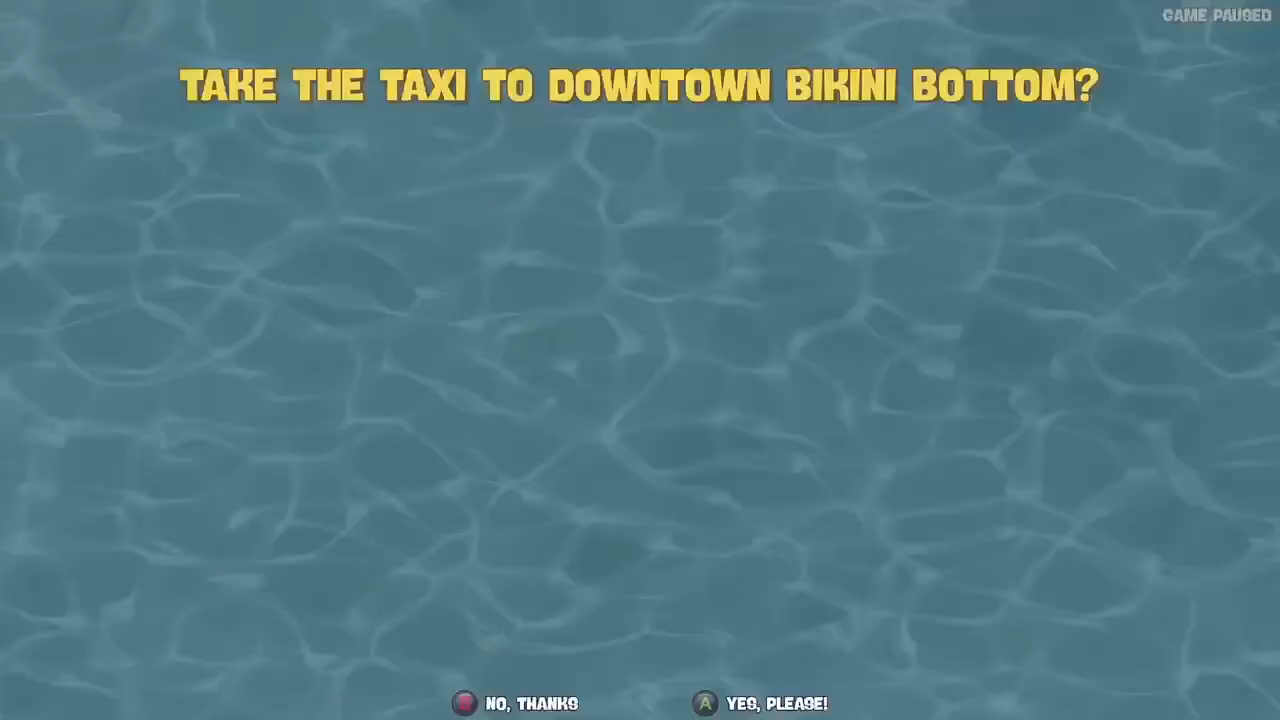 GAME PAUSED
TAKE THE TAXI TO DOWNTOWN BIKINI BOTTOM?
NO, THANKS
A YES, PLEASE!